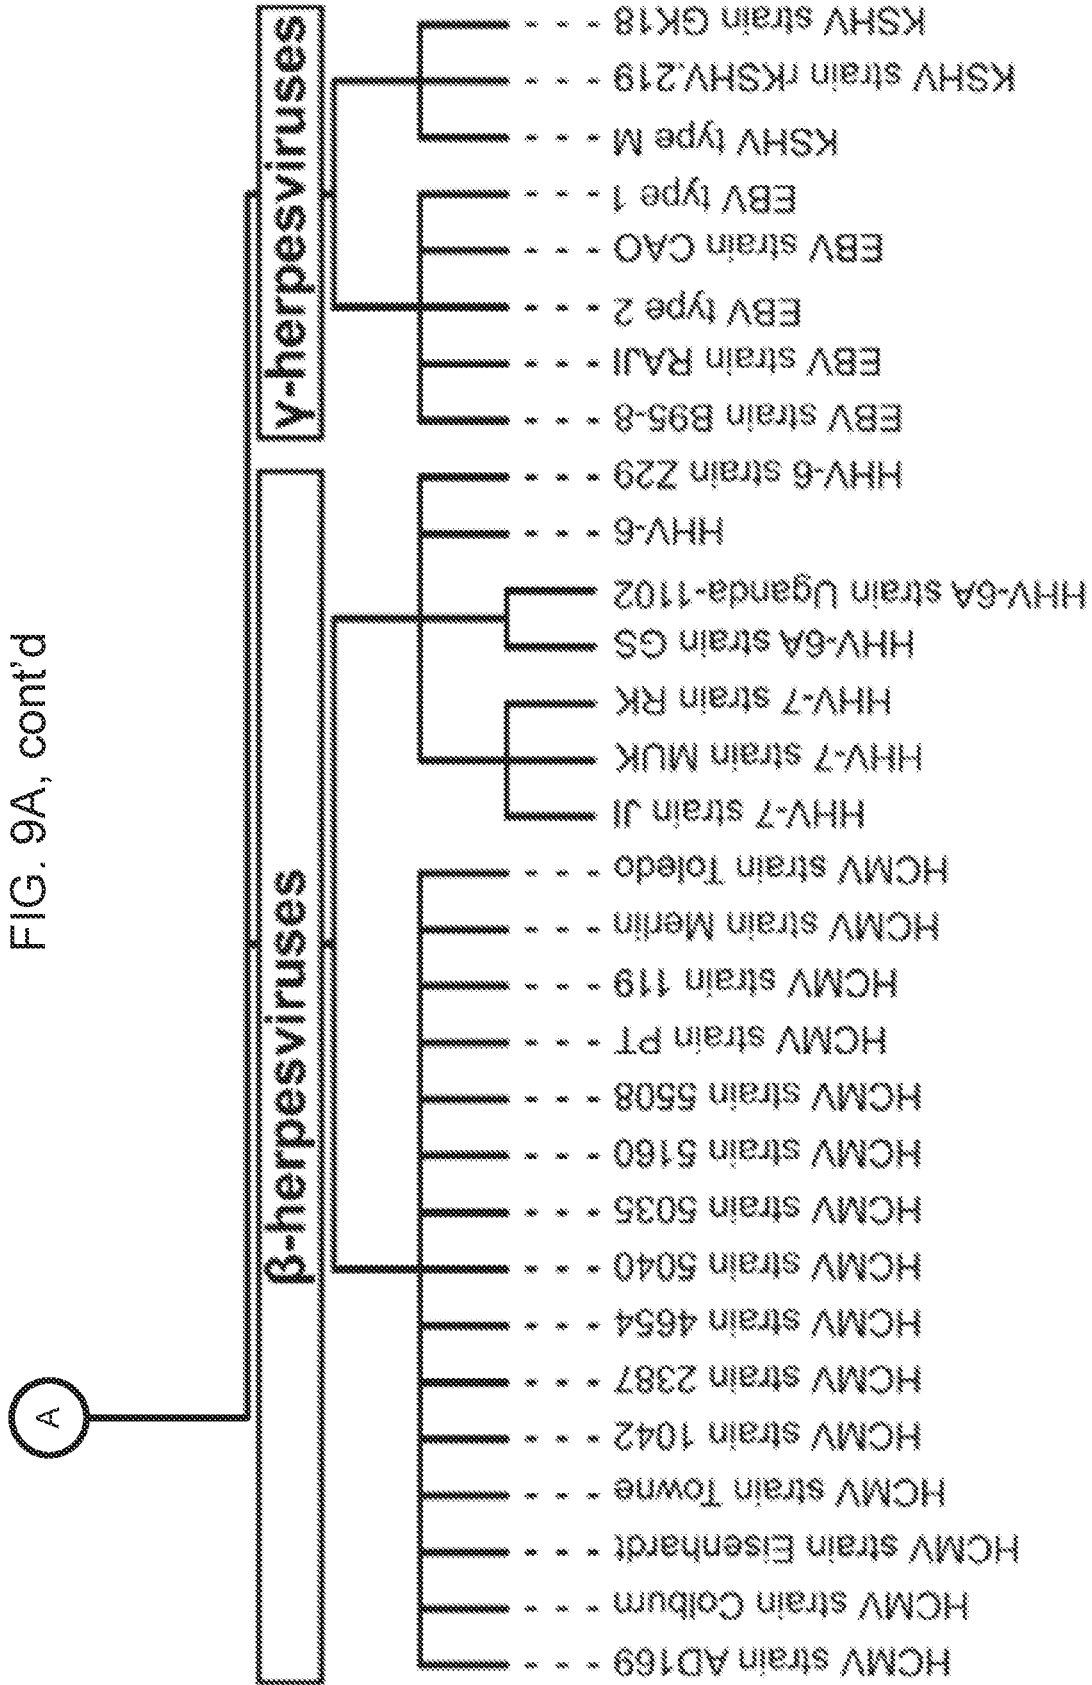 FIG. 9A, cont'd
A
β-herpesviruses
γ-herpesviruses
HCMV strain AD169
HCMV strain Colburn
HCMV strain Eisenhardt
HCMV strain Towne
HCMV strain 1042
HCMV strain 2387
HCMV strain 4654
HCMV strain 5040
HCMV strain 5035
HCMV strain 5160
HCMV strain 5508
HCMV strain PT
HCMV strain 119
HCMV strain Merlin
HCMV strain Toledo
HHV-7 strain JI
HHV-7 strain MUK
HHV-7 strain RK
HHV-6A strain GS
HHV-6A strain Uganda-1102
HHV-6
HHV-6 strain Z29
EBV strain B95-8
EBV strain RAJI
EBV type 2
EBV strain CAO
EBV type 1
KSHV type M
KSHV strain rKSHV.219
KSHV strain GK18